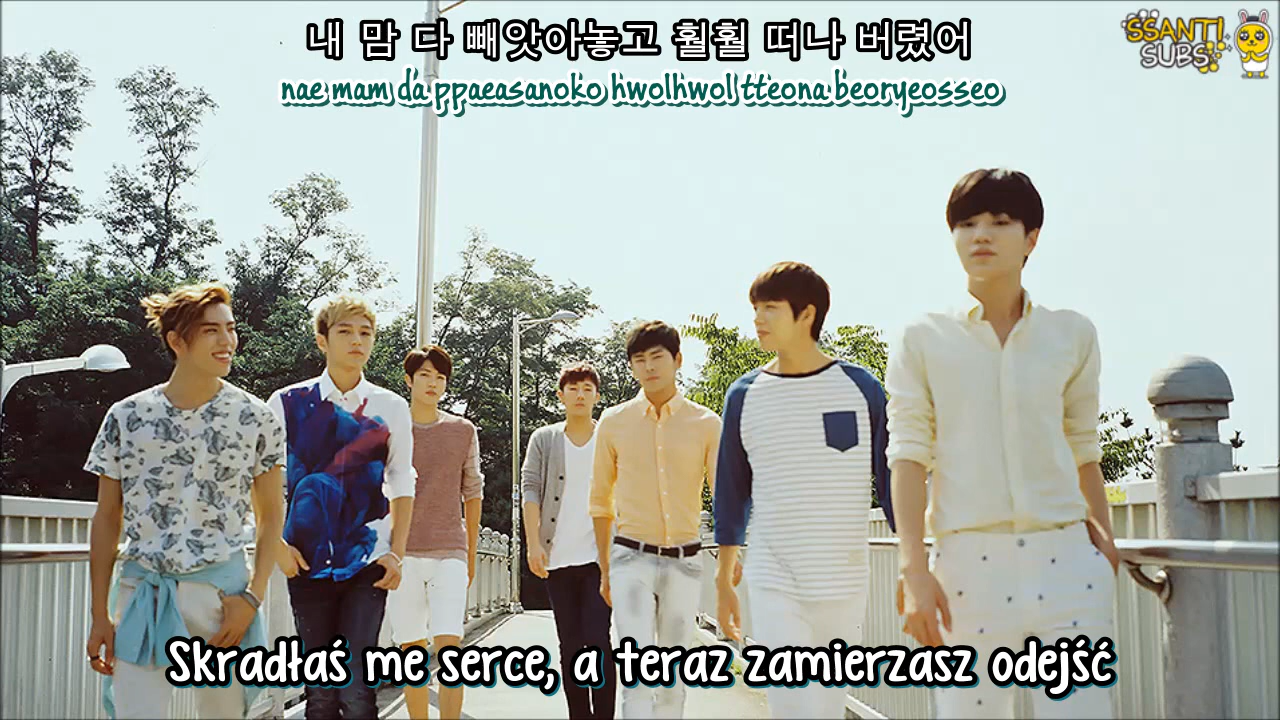 내 맘 다 빼앗아놓고 훨훨 떠나 버렸어
SSANTI
SUBS
nae mam da ppaeasanoko hwolhwol tteona beoryeosseo
Skradłaś me serce, a teraz zamierzasz odejść